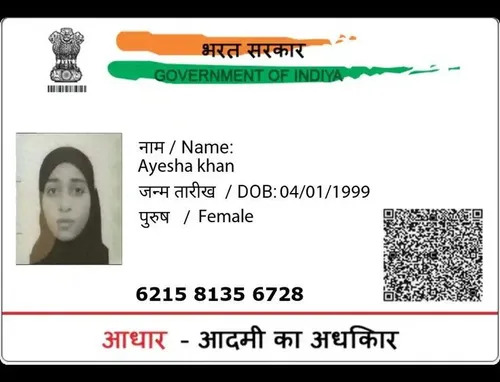 भरत सरकार
GOVERNMENT OF INDIYA
नाम / Name:
Ayesha khan
जन्म तारीख / DOB: 04/01/1999
पुरुष / Female
6215 8135 6728
आधार - आदमी का अधकिार